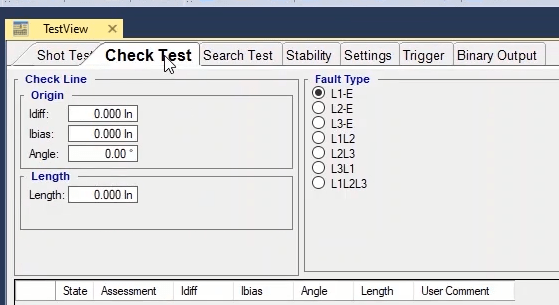 TestView
Shot Test Check Test Search Test Stability Settings Trigger Binary Output
Check Line
Origin
Idiff: 0.000 In
Ibias: 0.000 In
Angle: 0.00 °
Length
Length: 0.000 In
Fault Type
L1-E
L2-E
L3-E
L1L2
L2L3
L3L1
L1L2L3
State Assessment Idiff Ibias Angle Length User Comment